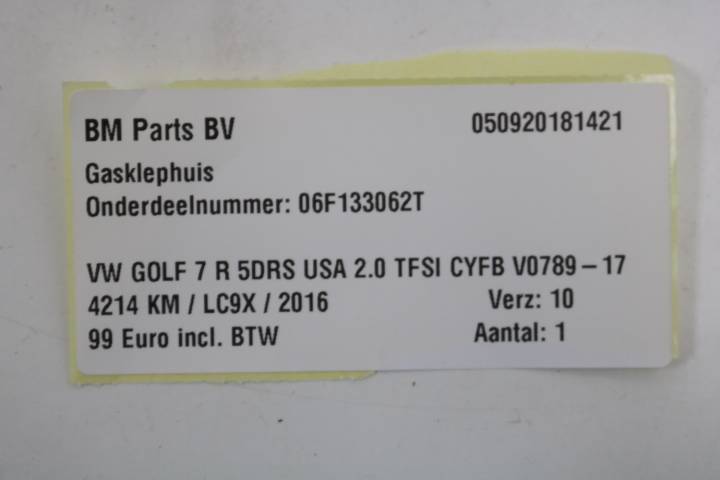 BM Parts BV 050920181421
Gasklephuis
Onderdeelnummer: 06F133062T
VW GOLF 7 R 5DRS USA 2.0 TFSI CYFB V0789-17
4214 KM / LC9X / 2016 Verz: 10
99 Euro incl. BTW Aantal: 1